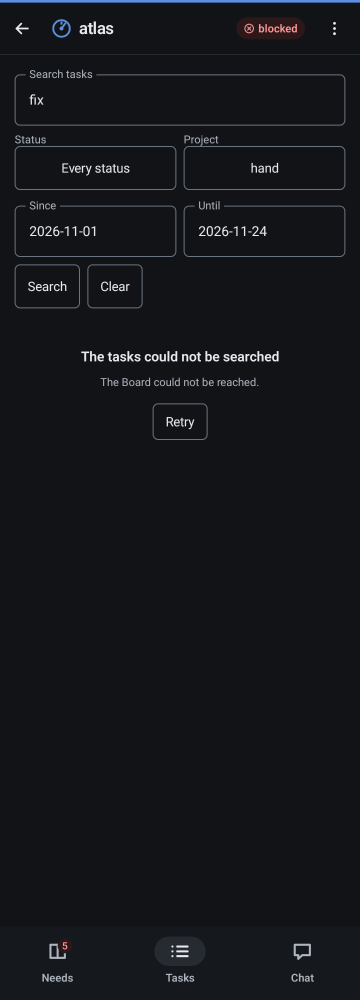 atlas
blocked
Search tasks
fix
Status
Project
Every status
hand
Since
Until
2026-11-01
2026-11-24
Search
Clear
The tasks could not be searched
The Board could not be reached.
Retry
5
Needs
Tasks
Chat